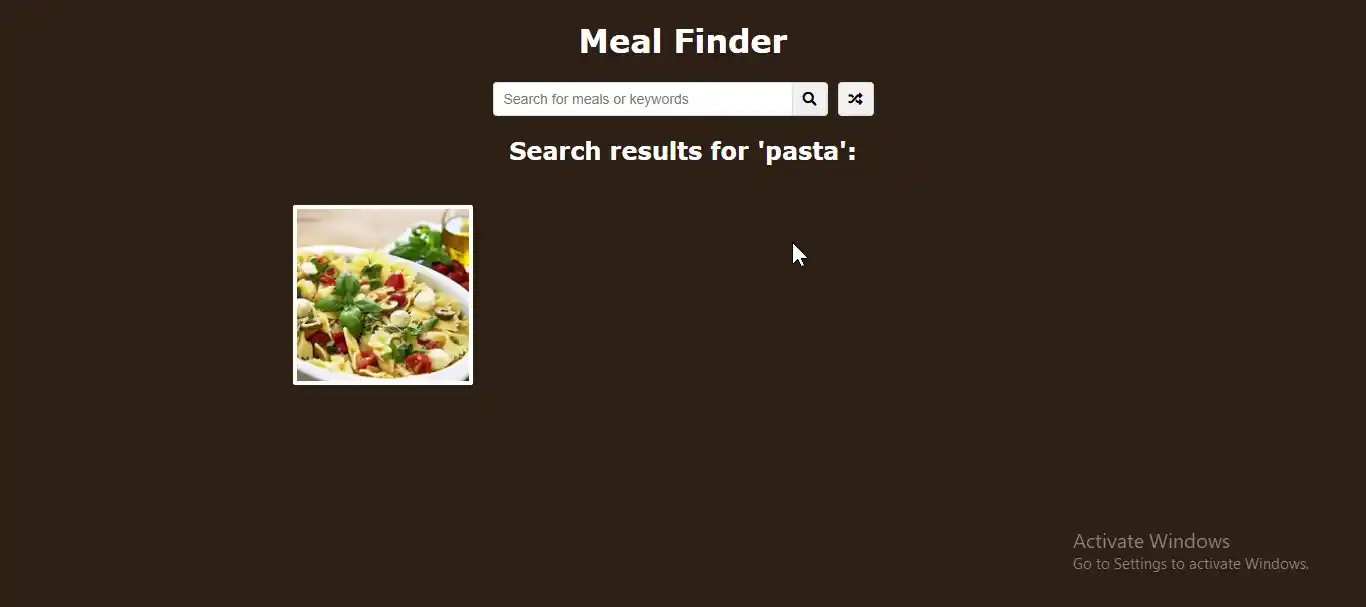 Meal Finder
Search for meals or keywords
Search results for 'pasta':
Activate Windows
Go to Settings to activate Windows.